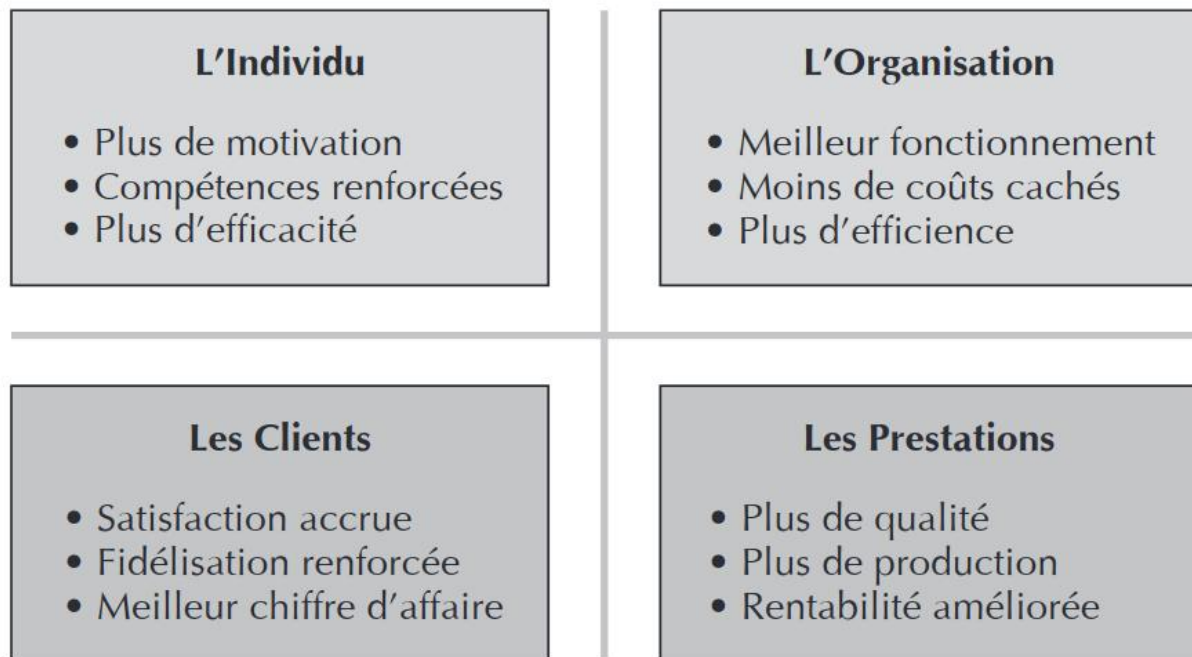 L'Individu
• Plus de motivation
• Compétences renforcées
• Plus d'efficacité
L'Organisation
• Meilleur fonctionnement
• Moins de coûts cachés
• Plus d'efficience
Les Clients
• Satisfaction accrue
• Fidélisation renforcée
• Meilleur chiffre d'affaire
Les Prestations
• Plus de qualité
• Plus de production
• Rentabilité améliorée